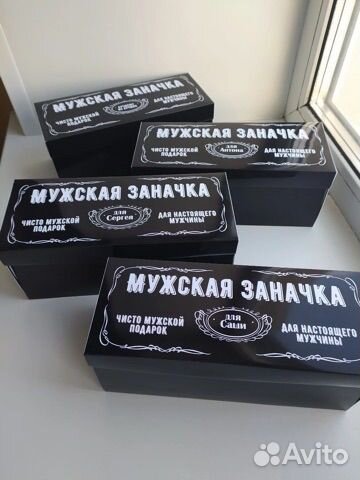 МУЖСКАЯ ЗАНАЧКА
ЧИСТО МУЖСКОЙ
ПОДАРОК
ДЛЯ НАСТОЯЩЕГО
МУЖЧИНЫ
МУЖСКАЯ ЗАНАЧКА
ЧИСТО МУЖСКОЙ
ПОДАРОК
для
Антона
ДЛЯ НАСТОЯЩЕГО
МУЖЧИНЫ
МУЖСКАЯ ЗАНАЧКА
ЧИСТО МУЖСКОЙ
ПОДАРОК
для
Сергея
ДЛЯ НАСТОЯЩЕГО
МУЖЧИНЫ
МУЖСКАЯ ЗАНАЧКА
ЧИСТО МУЖСКОЙ
ПОДАРОК
для
Саши
ДЛЯ НАСТОЯЩЕГО
МУЖЧИНЫ
Avito